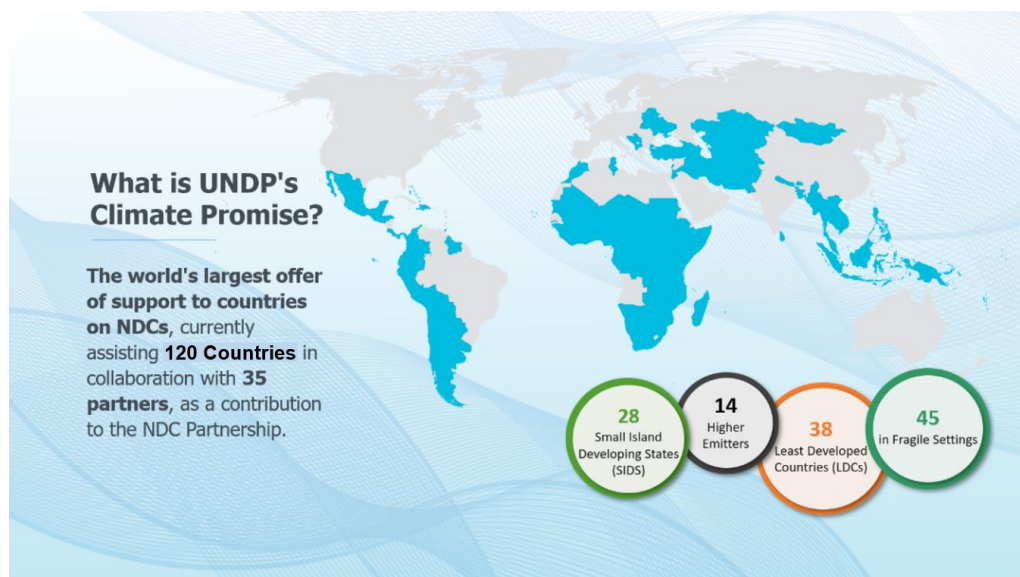 What is UNDP's
Climate Promise?
The world's largest offer
of support to countries
on NDCs, currently
assisting 120 Countries in
collaboration with 35
partners, as a contribution
to the NDC Partnership.
28
Small Island
Developing States
(SIDS)
14
Higher
Emitters
38
Least Developed
Countries (LDCs)
45
in Fragile Settings